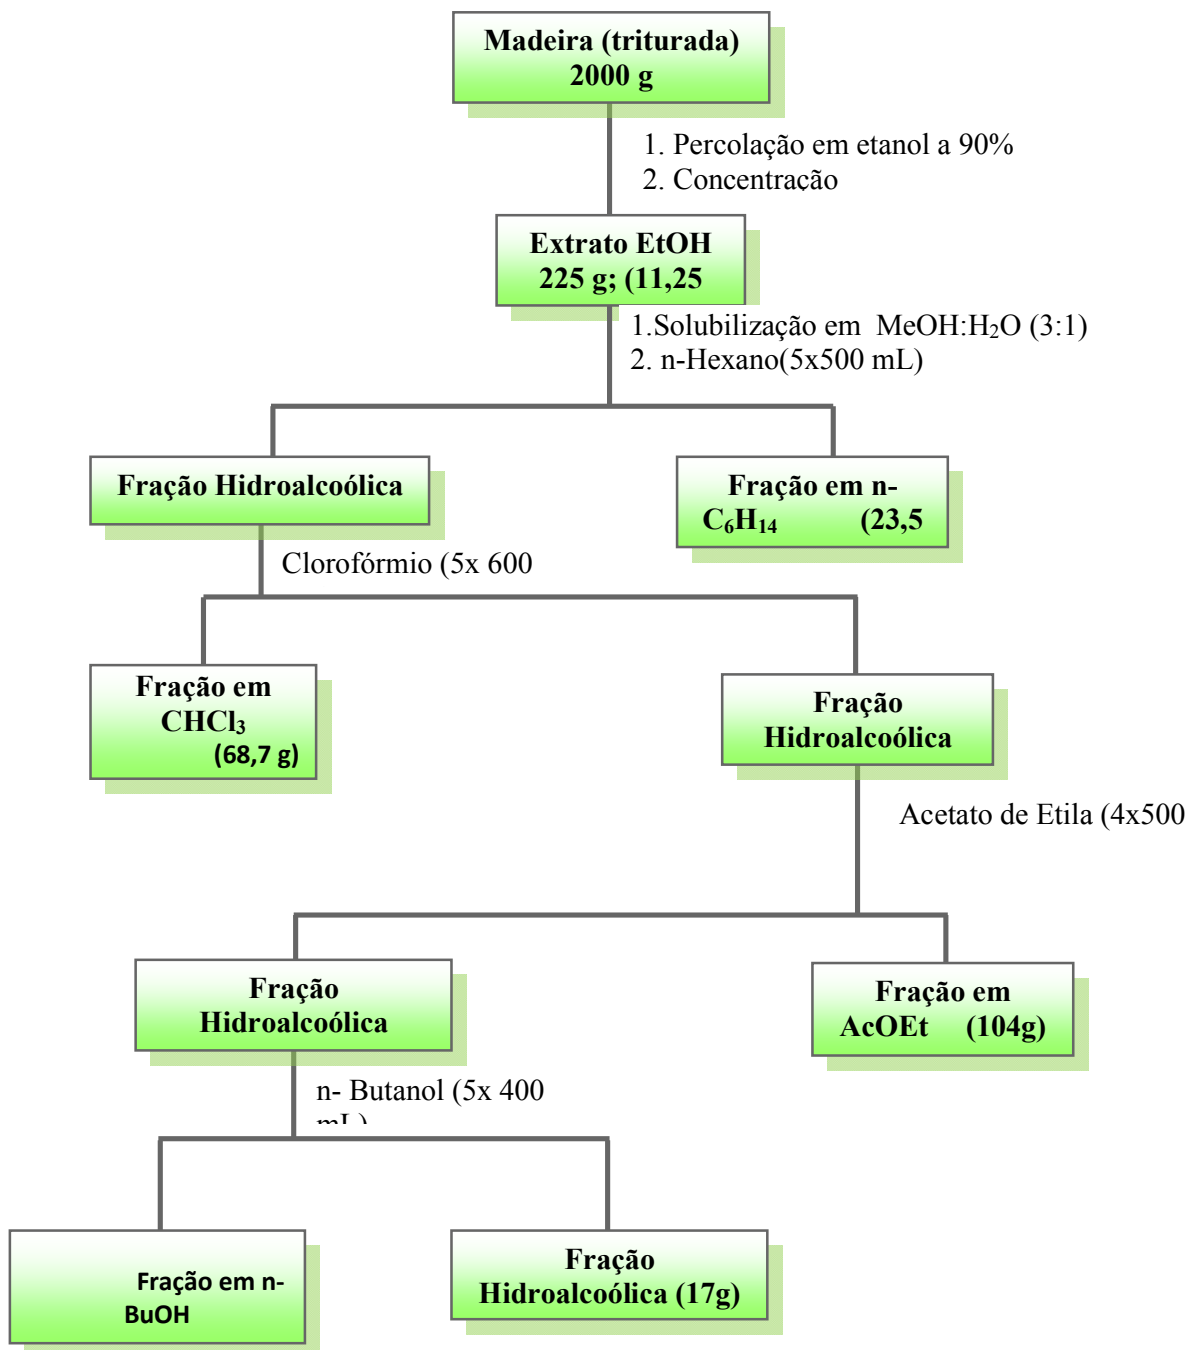 Madeira (triturada)
2000 g
1. Percolação em etanol a 90%
2. Concentração
Extrato EtOH
225 g; (11,25
1.Solubilização em MeOH:H₂O (3:1)
2. n-Hexano(5x500 mL)
Fração Hidroalcoólica
Fração em n-
C₆H₁₄ (23,5
Clorofórmio (5x 600
Fração em
CHCl₃
(68,7 g)
Fração
Hidroalcoólica
Acetato de Etila (4x500
Fração
Hidroalcoólica
Fração em
AcOEt (104g)
n- Butanol (5x 400
mL)
Fração em n-
BuOH
Fração
Hidroalcoólica (17g)